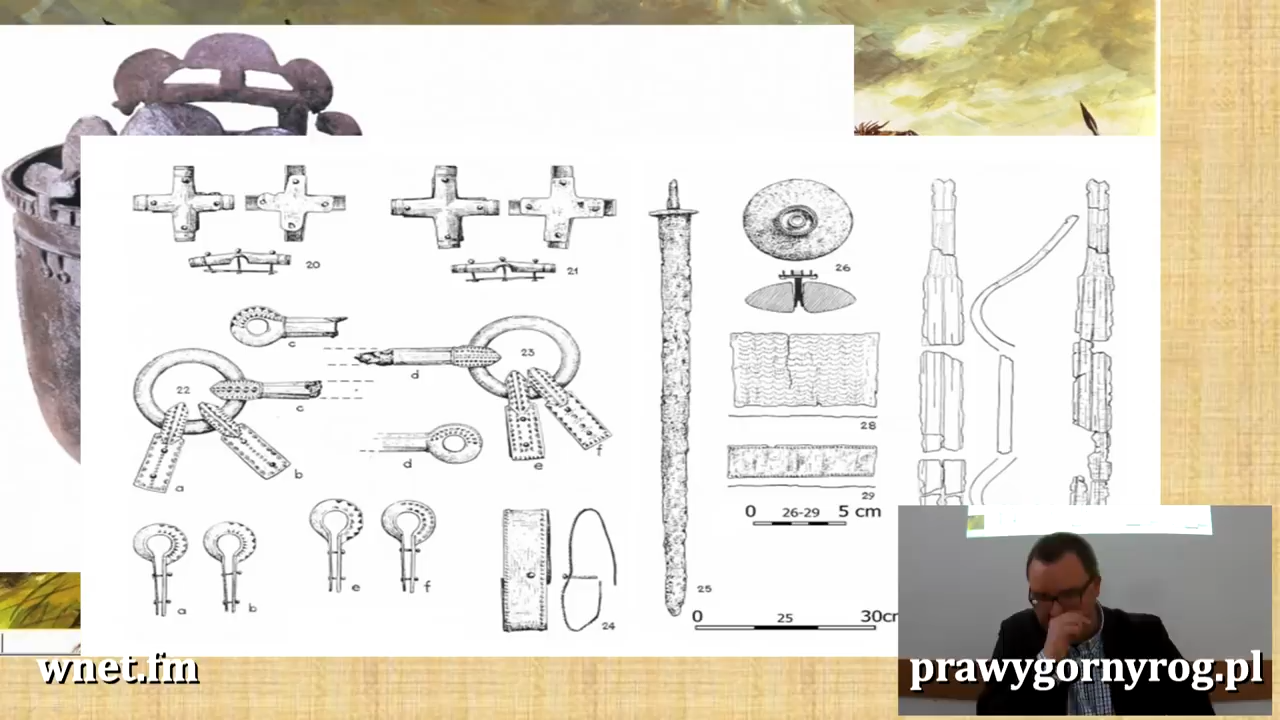 20
21
c
22
c
a
b
d
23
d
e
f
a
b
e
f
24
25
26
28
29
0 26-29 5 cm
0 25 30cm
wnet.fm
prawygornyrog.pl